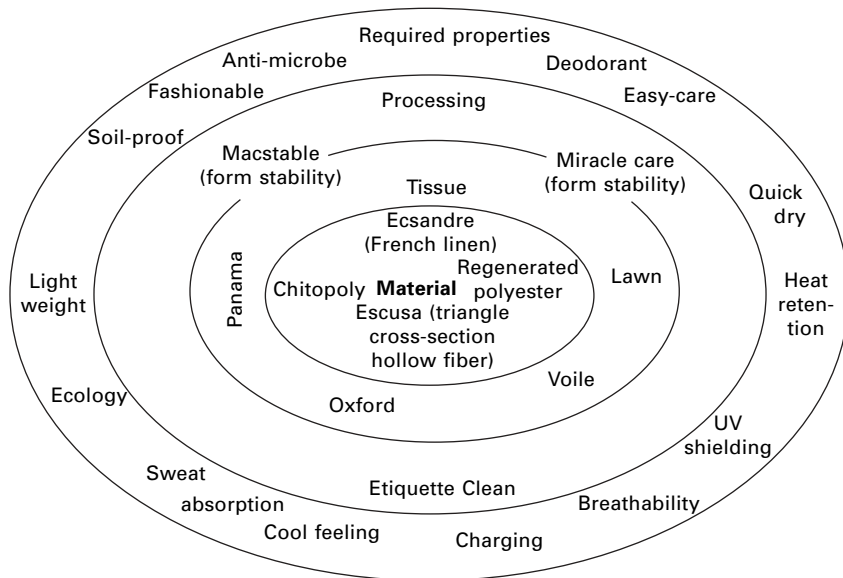 Required properties
Anti-microbe
Deodorant
Fashionable
Easy-care
Processing
Soil-proof
Macstable
(form stability)
Miracle care
(form stability)
Tissue
Quick
dry
Ecsandre
(French linen)
Panama
Chitopoly
Material
Regenerated
polyester
Lawn
Light
weight
Heat
reten-
tion
Escusa (triangle
cross-section
hollow fiber)
Voile
Ecology
Oxford
UV
shielding
Sweat
absorption
Etiquette Clean
Breathability
Cool feeling
Charging